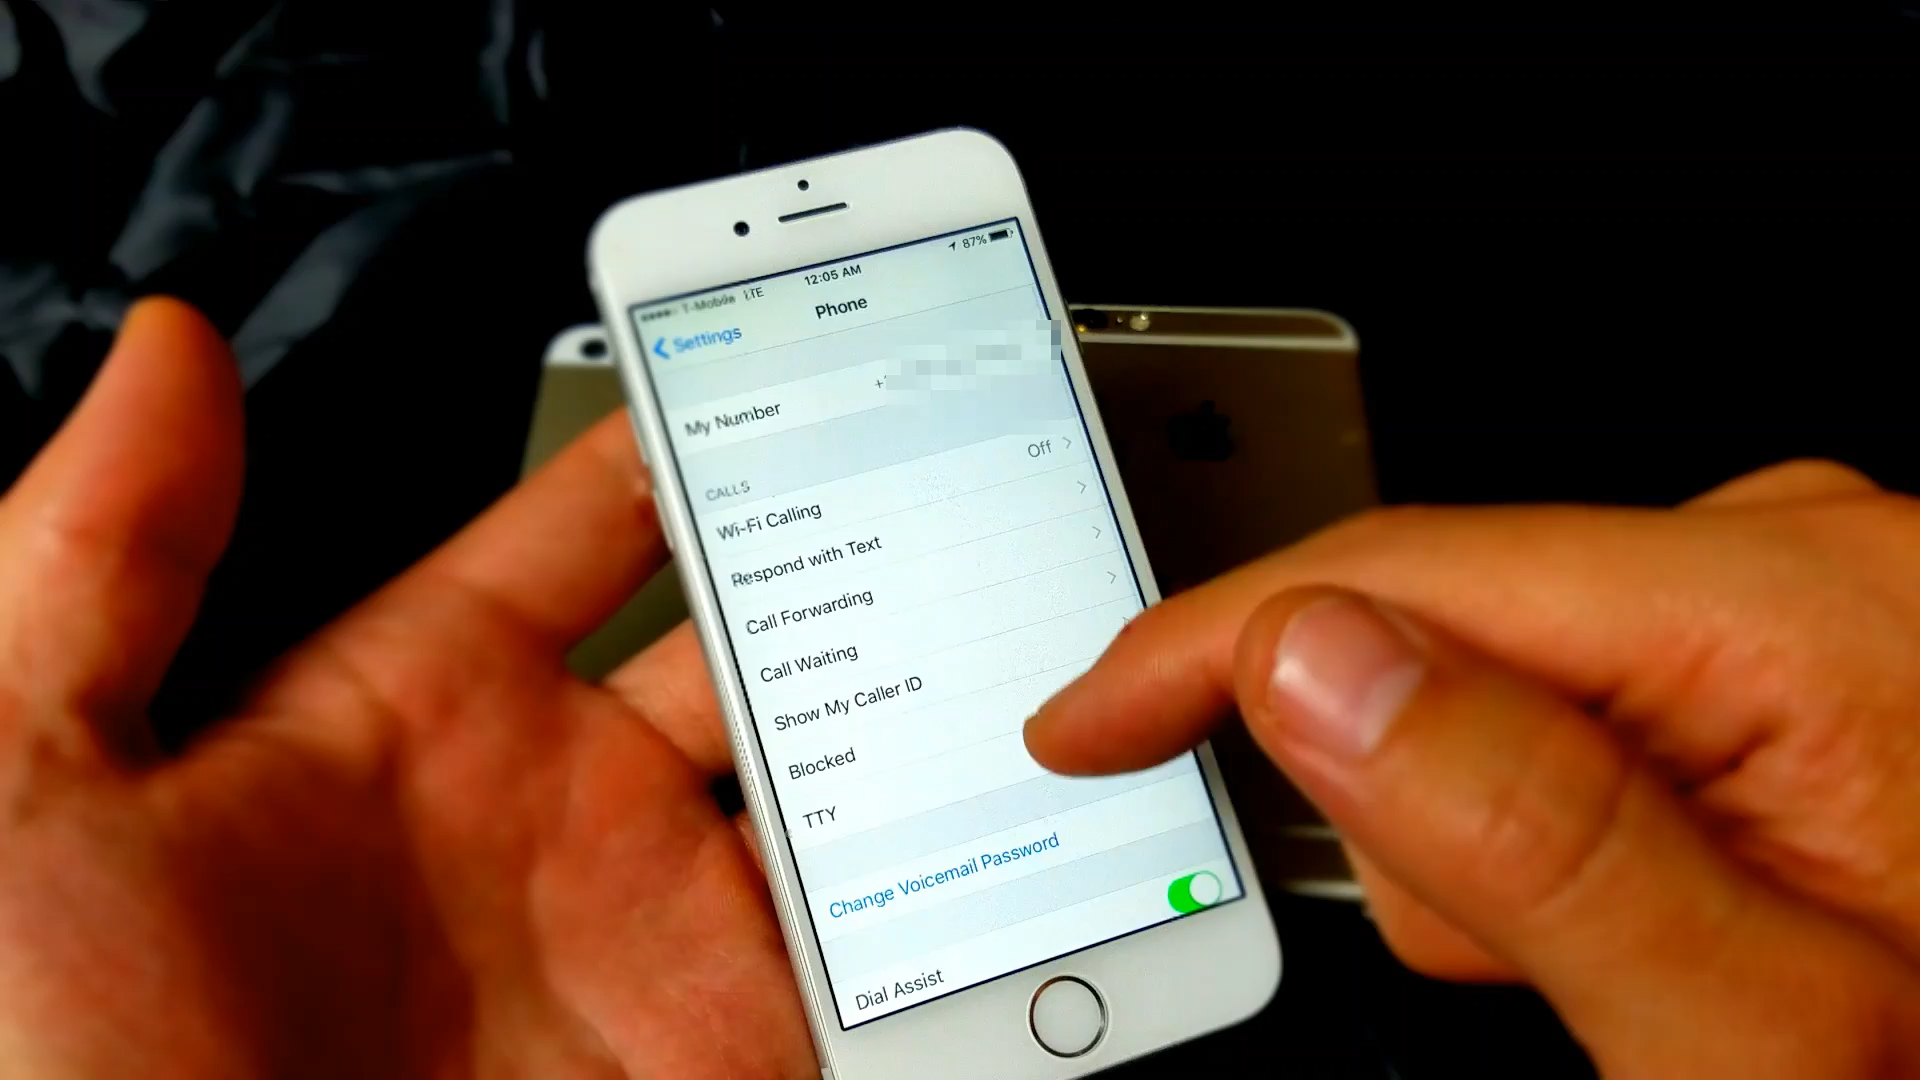 T-Mobile LTE 12:05 AM 87%
Settings Phone
My Number +
CALLS
Wi-Fi Calling Off
Respond with Text
Call Forwarding
Call Waiting
Show My Caller ID
Blocked
TTY
Change Voicemail Password
Dial Assist